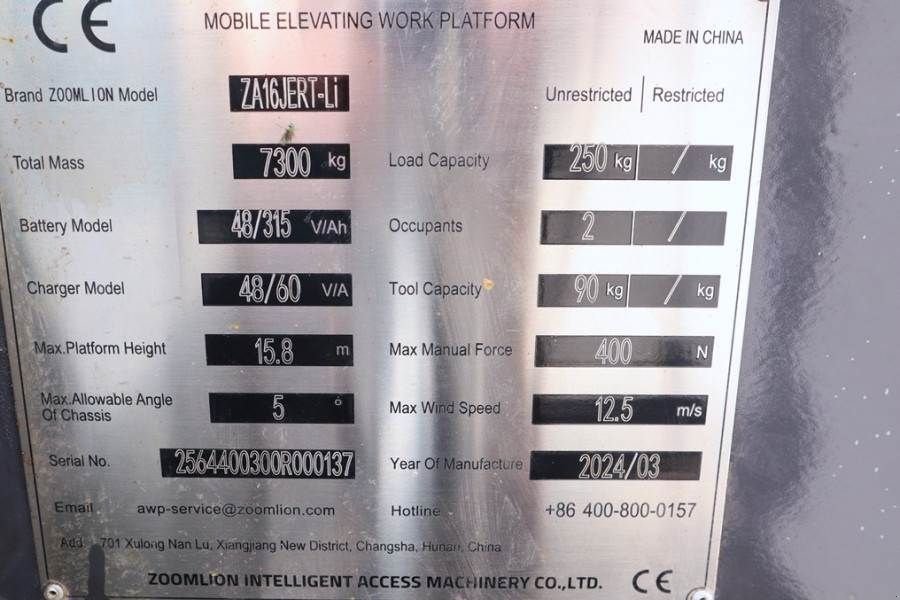 CE MOBILE ELEVATING WORK PLATFORM
MADE IN CHINA
Brand ZOOMLION Model ZA16JERT-Li Unrestricted | Restricted
Total Mass 7300 kg Load Capacity 250 kg / kg
Battery Model 48/315 V/Ah Occupants 2 /
Charger Model 48/60 V/A Tool Capacity 90 kg / kg
Max.Platform Height 15.8 m Max Manual Force 400 N
Max.Allowable Angle Of Chassis 5 ° Max Wind Speed 12.5 m/s
Serial No. 2564400300R000137 Year Of Manufacture 2024/03
Email awp-service@zoomlion.com Hotline +86 400-800-0157
Add. 701 Xulong Nan Lu, Xiangjiang New District, Changsha, Hunan, China
ZOOMLION INTELLIGENT ACCESS MACHINERY CO.,LTD. CE